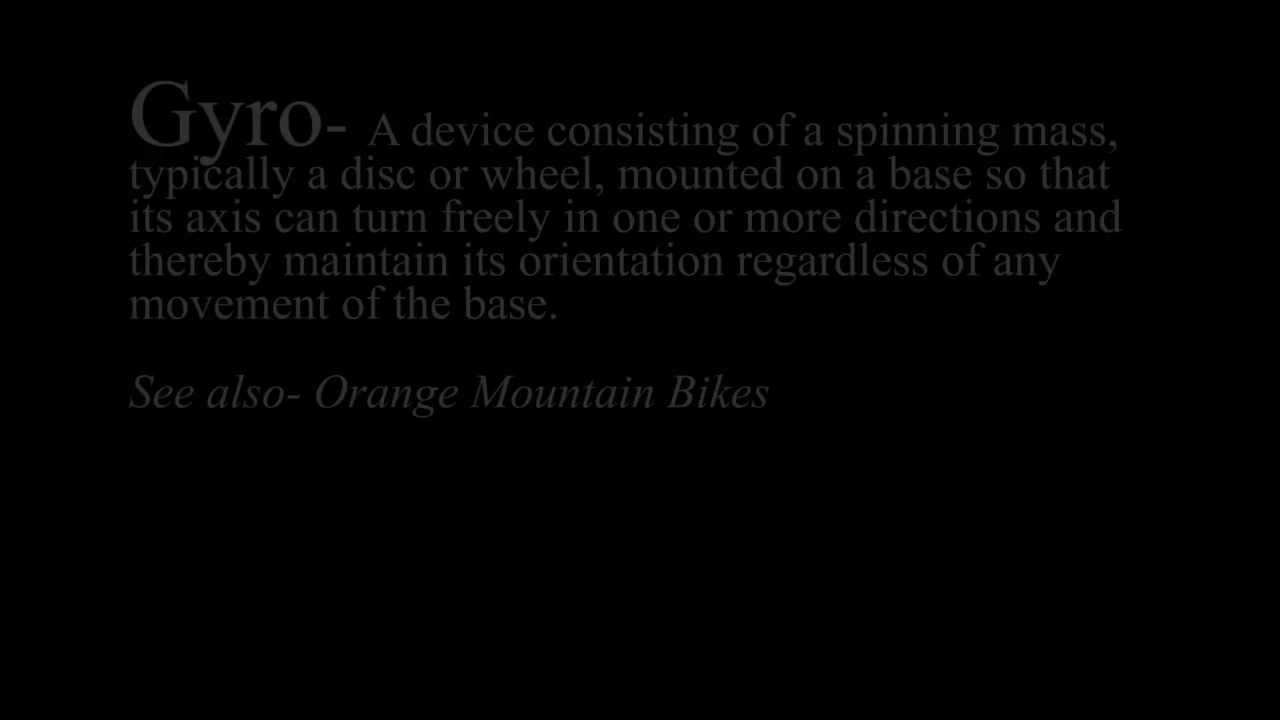 Gyro- A device consisting of a spinning mass,
typically a disc or wheel, mounted on a base so that
its axis can turn freely in one or more directions and
thereby maintain its orientation regardless of any
movement of the base.
See also- Orange Mountain Bikes